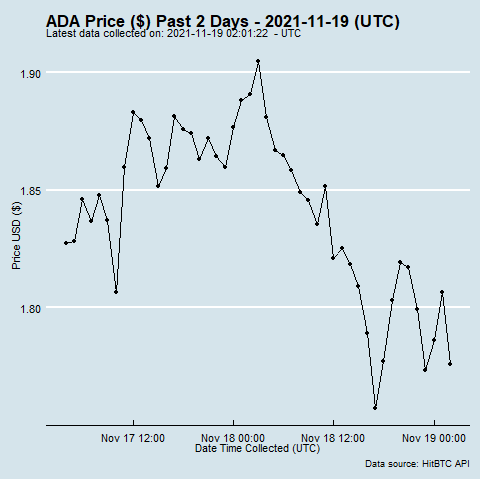 ADA Price ($) Past 2 Days - 2021-11-19 (UTC)
Latest data collected on: 2021-11-19 02:01:22  - UTC
1.90
1.85
1.80
Price USD ($)
Nov 17 12:00
Nov 18 00:00
Nov 18 12:00
Nov 19 00:00
Date Time Collected (UTC)
Data source: HitBTC API